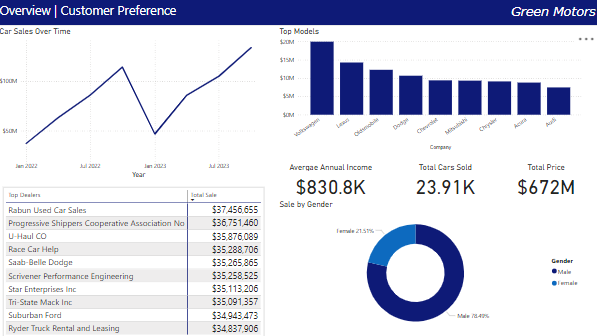 Overview | Customer Preference
Green Motors
Car Sales Over Time
$100M
$50M
Jan 2022
Jul 2022
Jan 2023
Jul 2023
Year
Top Models
$20M
$15M
$10M
$5M
$0M
Volkswagen
Lexus
Oldsmobile
Dodge
Chevrolet
Mitsubishi
Chrysler
Acura
Audi
Company
Avergae Annual Income
$830.8K
Total Cars Sold
23.91K
Total Price
$672M
Top Dealers Total Sale
Rabun Used Car Sales $37,456,655
Progressive Shippers Cooperative Association No $36,751,460
U-Haul CO $35,876,089
Race Car Help $35,288,706
Saab-Belle Dodge $35,265,865
Scrivener Performance Engineering $35,258,525
Star Enterprises Inc $35,113,206
Tri-State Mack Inc $35,091,357
Suburban Ford $34,943,473
Ryder Truck Rental and Leasing $34,837,906
Sale by Gender
Female 21.51%
Male 78.49%
Gender
Male
Female